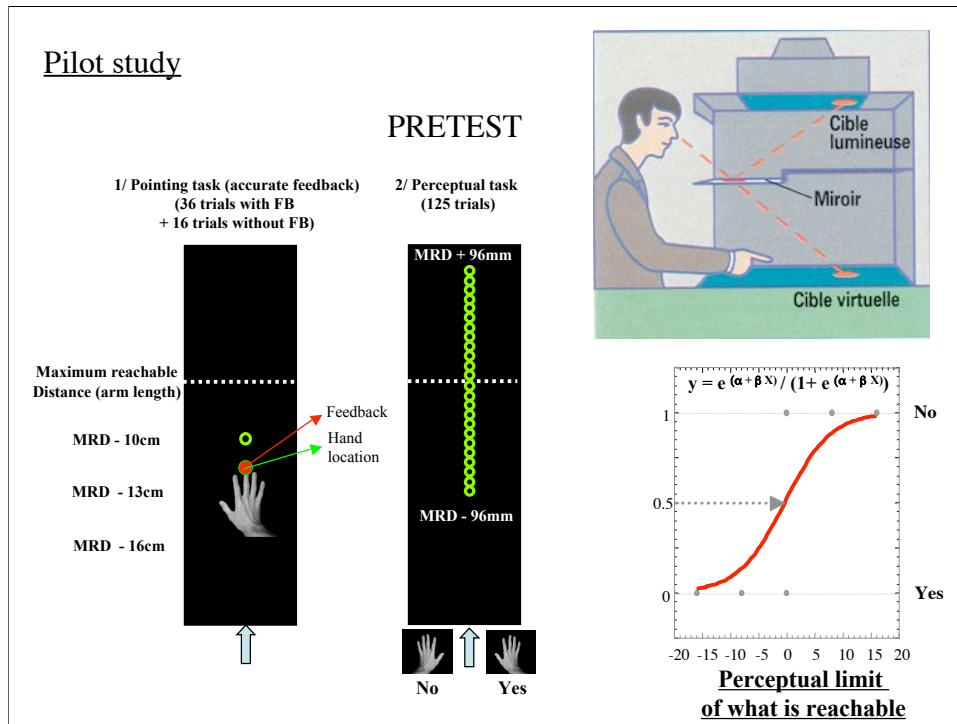 Pilot study
PRETEST
1/ Pointing task (accurate feedback)
(36 trials with FB
+ 16 trials without FB)
2/ Perceptual task
(125 trials)
Cible
lumineuse
Miroir
Cible virtuelle
MRD + 96mm
Maximum reachable
Distance (arm length)
MRD - 10cm
MRD - 13cm
MRD - 16cm
Feedback
Hand
location
MRD - 96mm
No
Yes
y = e (α + β X) / (1+ e (α + β X))
1
0.5
0
No
Yes
-20 -15 -10 -5 0 5 10 15 20
Perceptual limit
of what is reachable